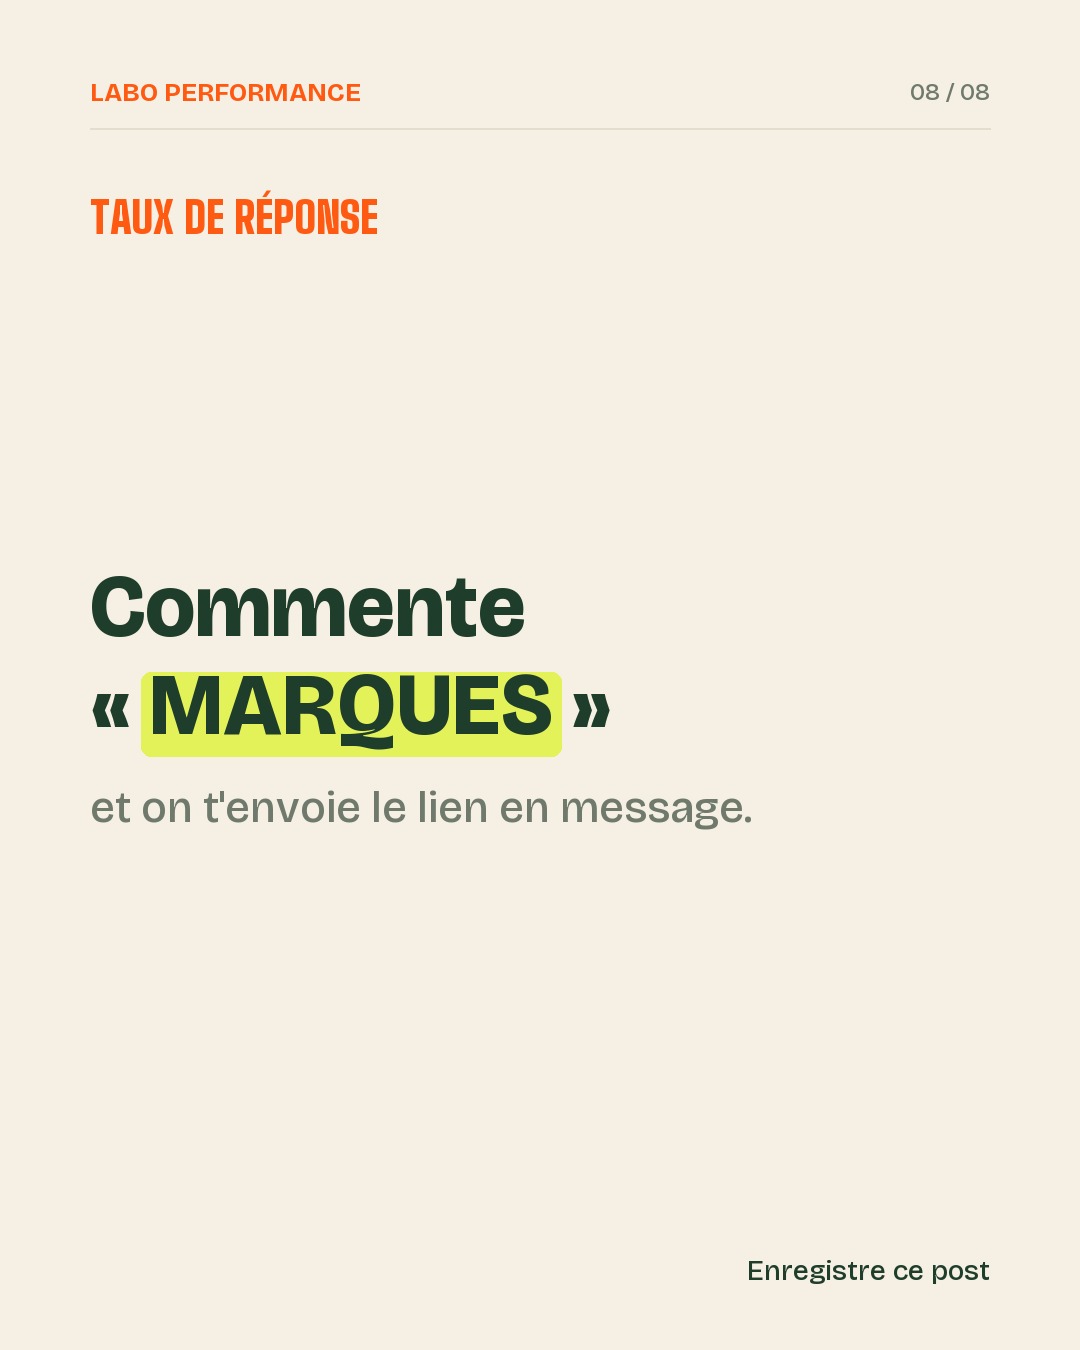 LABO PERFORMANCE
08 / 08
TAUX DE RÉPONSE
Commente
« MARQUES »
et on t'envoie le lien en message.
Enregistre ce post